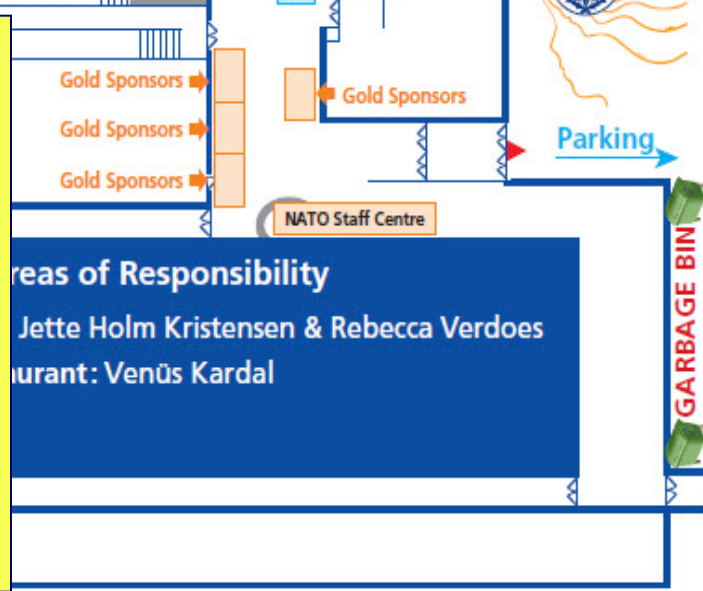 Gold Sponsors
Gold Sponsors
Gold Sponsors
Gold Sponsors
Parking
NATO Staff Centre
reas of Responsibility
Jette Holm Kristensen & Rebecca Verdoes
urant: Venüs Kardal
GARBAGE BIN